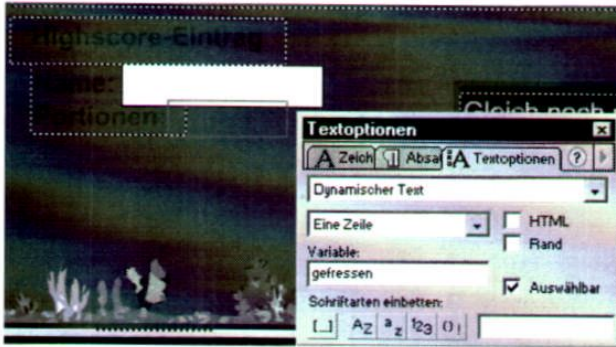 Highscore-Eintrag
Name:
Portionen:
Gleich noch
Textoptionen
Zeich Absa Textoptionen ?
Dynamischer Text
Eine Zeile
HTML
Rand
Variable:
gefressen
Auswählbar
Schriftarten einbetten:
[...] AZ az 123 ()!